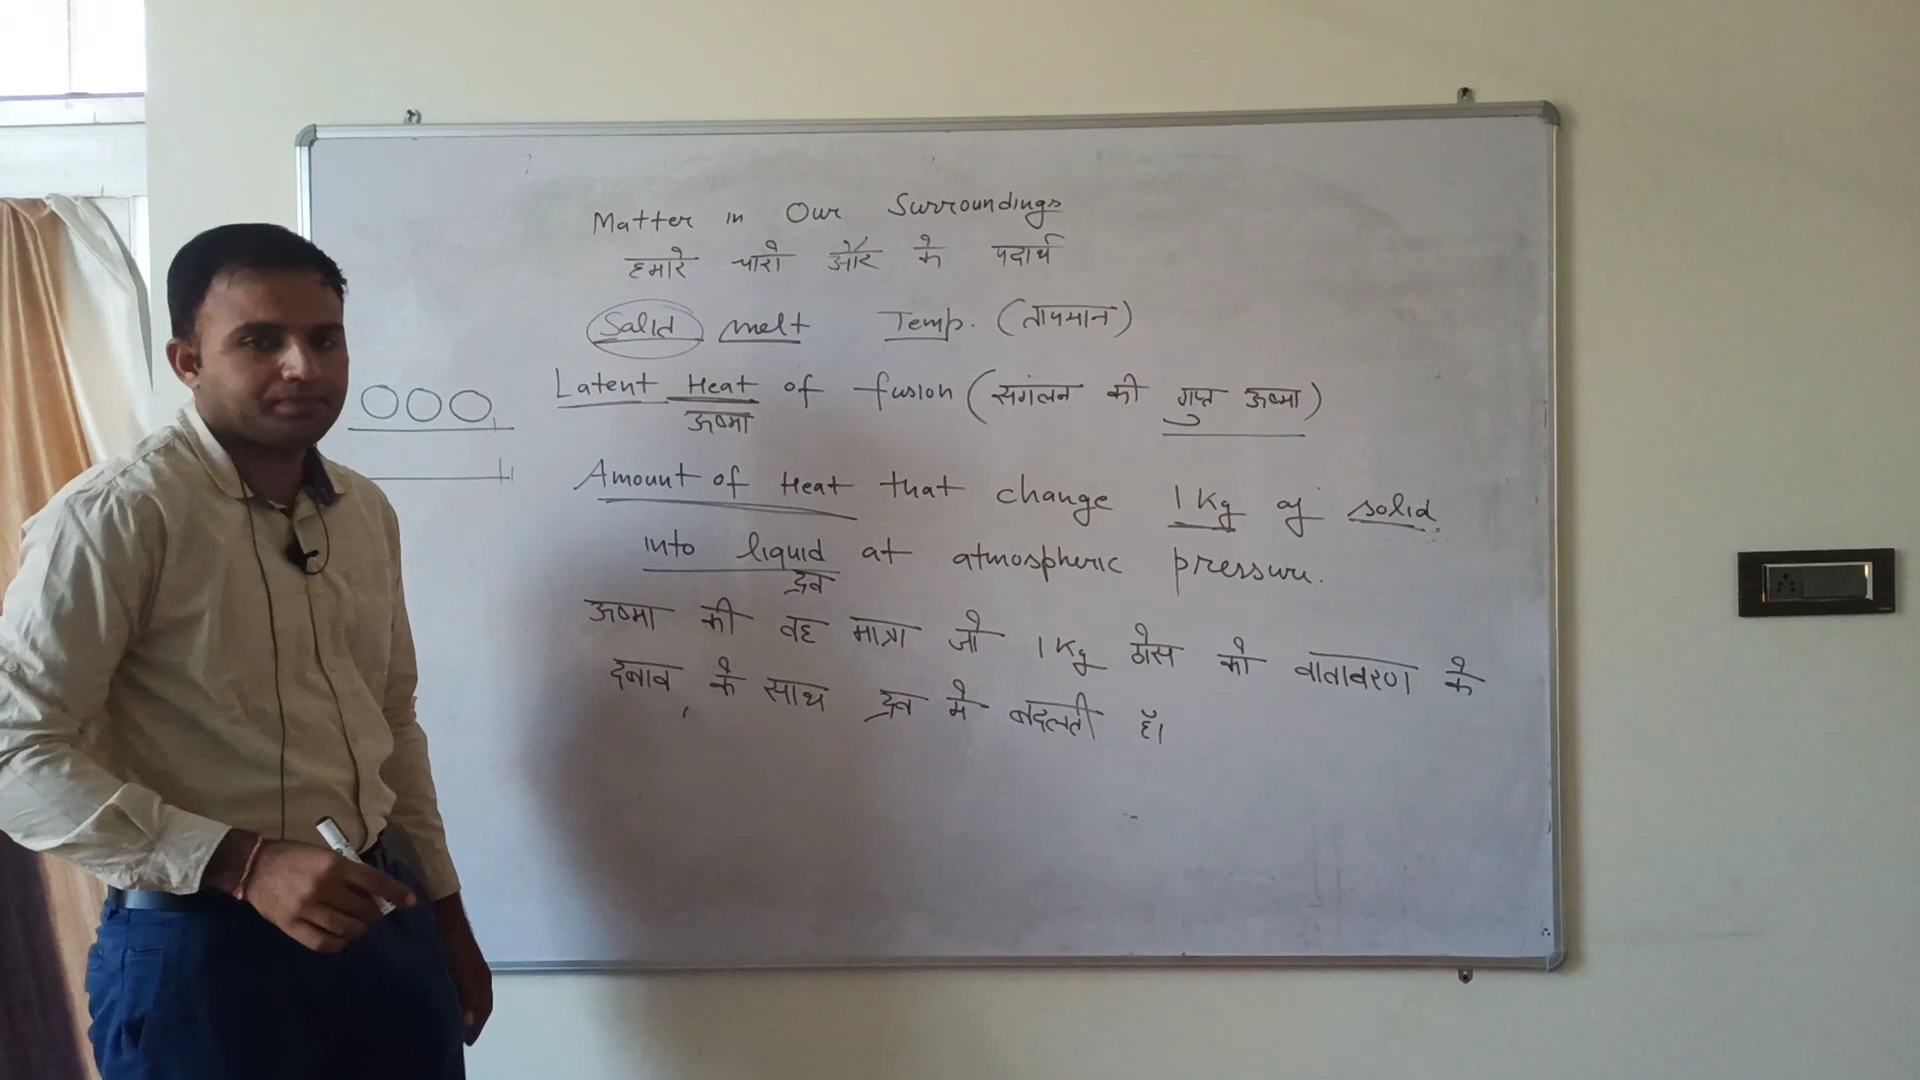 Matter in Our Surroundings
हमारे चारो और के पदार्थ
Solid melt Temp. (तापमान)
Latent Heat of fusion (संगलन की गुप्त ऊष्मा)
ऊष्मा
Amount of Heat that change 1 Kg of solid
into liquid at atmospheric pressure.
द्रव
ऊष्मा की वह मात्रा जो 1 Kg ठोस को वातावरण के
दबाव के साथ द्रव मे बदलती है।